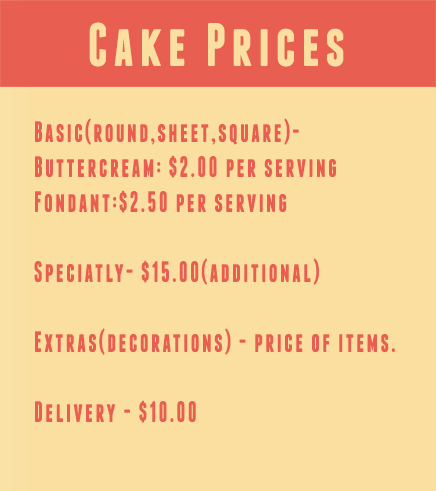 Cake Prices
Basic(round,sheet,square)-
Buttercream: $2.00 per serving
Fondant:$2.50 per serving
Speciatly- $15.00(additional)
Extras(decorations) - price of items.
Delivery - $10.00